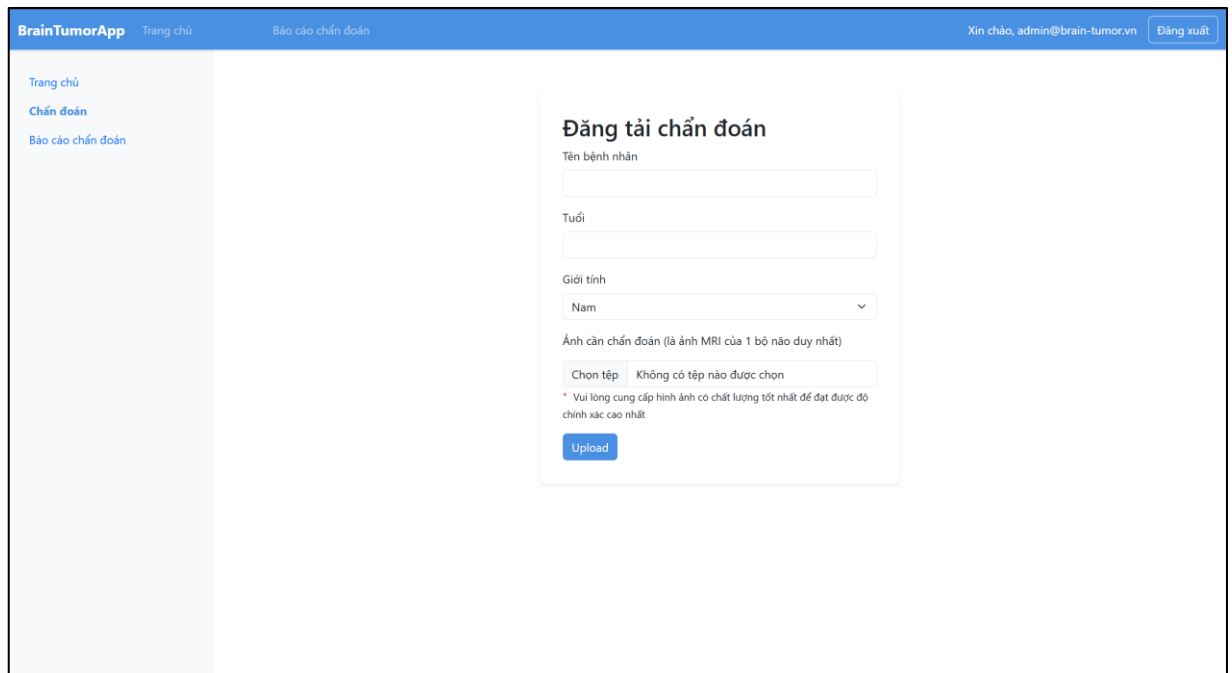 BrainTumorApp Trang chủ Báo cáo chẩn đoán Xin chào, admin@brain-tumor.vn Đăng xuất
Trang chủ
Chẩn đoán
Báo cáo chẩn đoán
Đăng tải chẩn đoán
Tên bệnh nhân
Tuổi
Giới tính
Nam
Ảnh cần chẩn đoán (là ảnh MRI của 1 bộ não duy nhất)
Chọn tệp Không có tệp nào được chọn
* Vui lòng cung cấp hình ảnh có chất lượng tốt nhất để đạt được độ
chính xác cao nhất
Upload